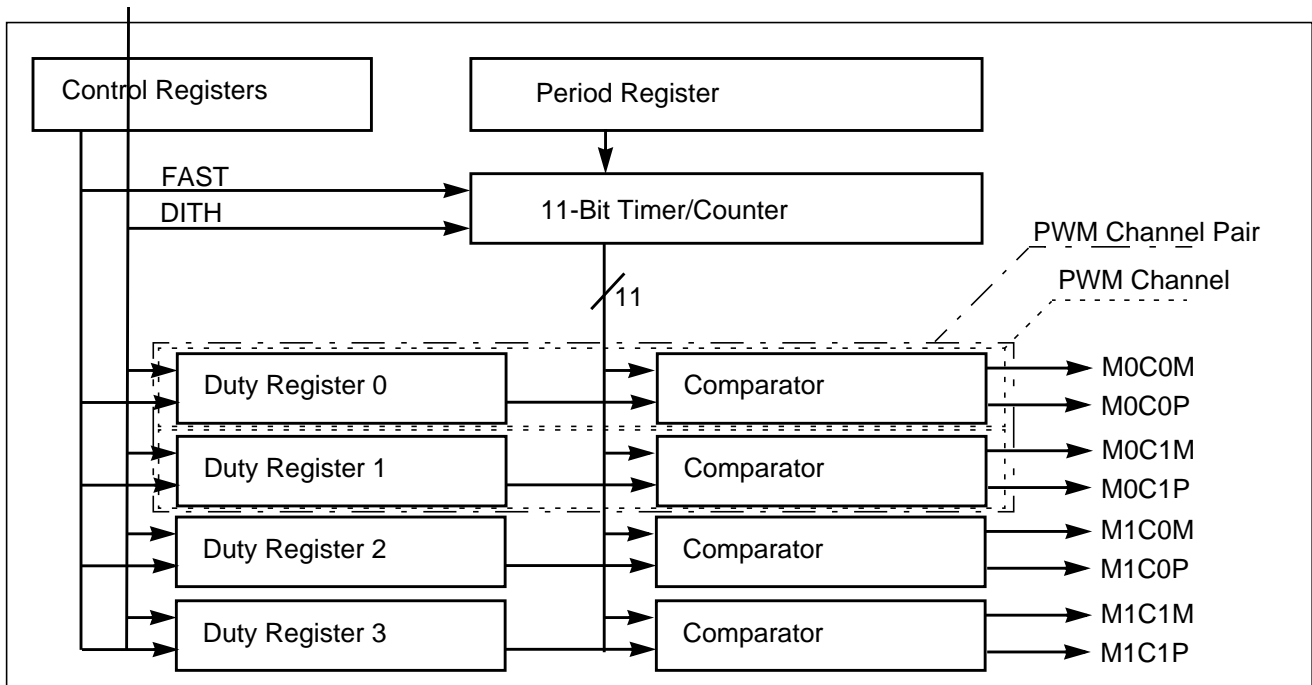 Control Registers
Period Register
FAST
DITH
11-Bit Timer/Counter
PWM Channel Pair
PWM Channel
11
Duty Register 0
Comparator
M0C0M
M0C0P
Duty Register 1
Comparator
M0C1M
M0C1P
Duty Register 2
Comparator
M1C0M
M1C0P
Duty Register 3
Comparator
M1C1M
M1C1P